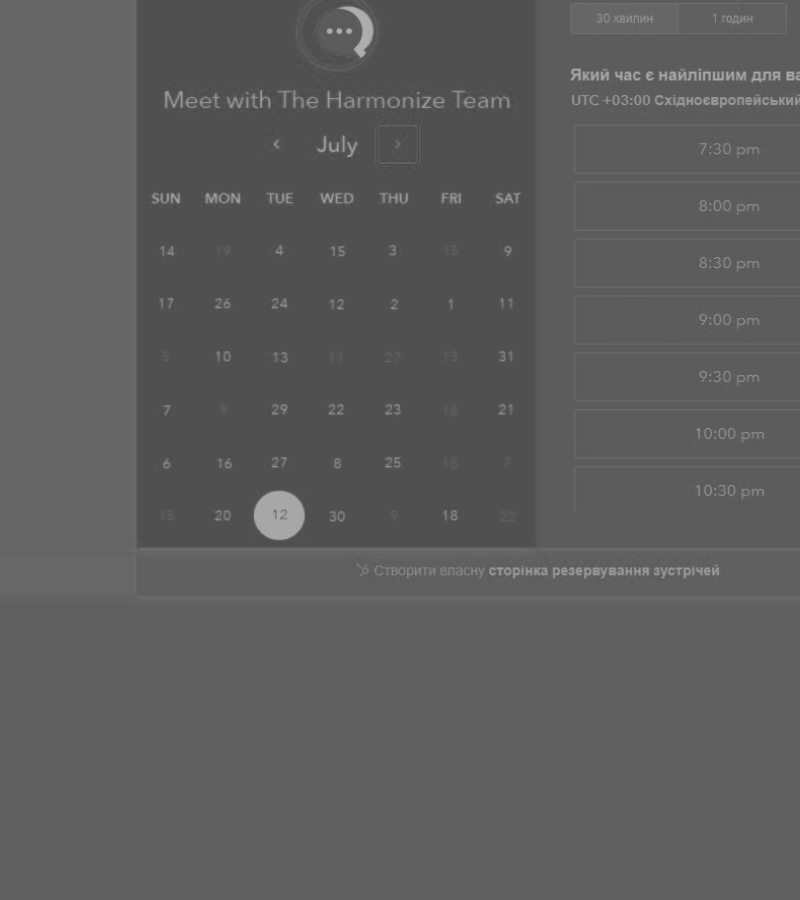 30 хвилин 1 годин
Meet with The Harmonize Team
‹ July ›
SUN MON TUE WED THU FRI SAT
14 19 4 15 3 15 9
17 26 24 12 2 1 11
5 10 13 11 27 13 31
7 9 29 22 23 18 21
6 16 27 8 25 18 7
15 20 12 30 9 18 22
Який час є найліпшим для
UTC +03:00 Східноєвропейський
7:30 pm
8:00 pm
8:30 pm
9:00 pm
9:30 pm
10:00 pm
10:30 pm
Створити власну сторінка резервування зустрічей